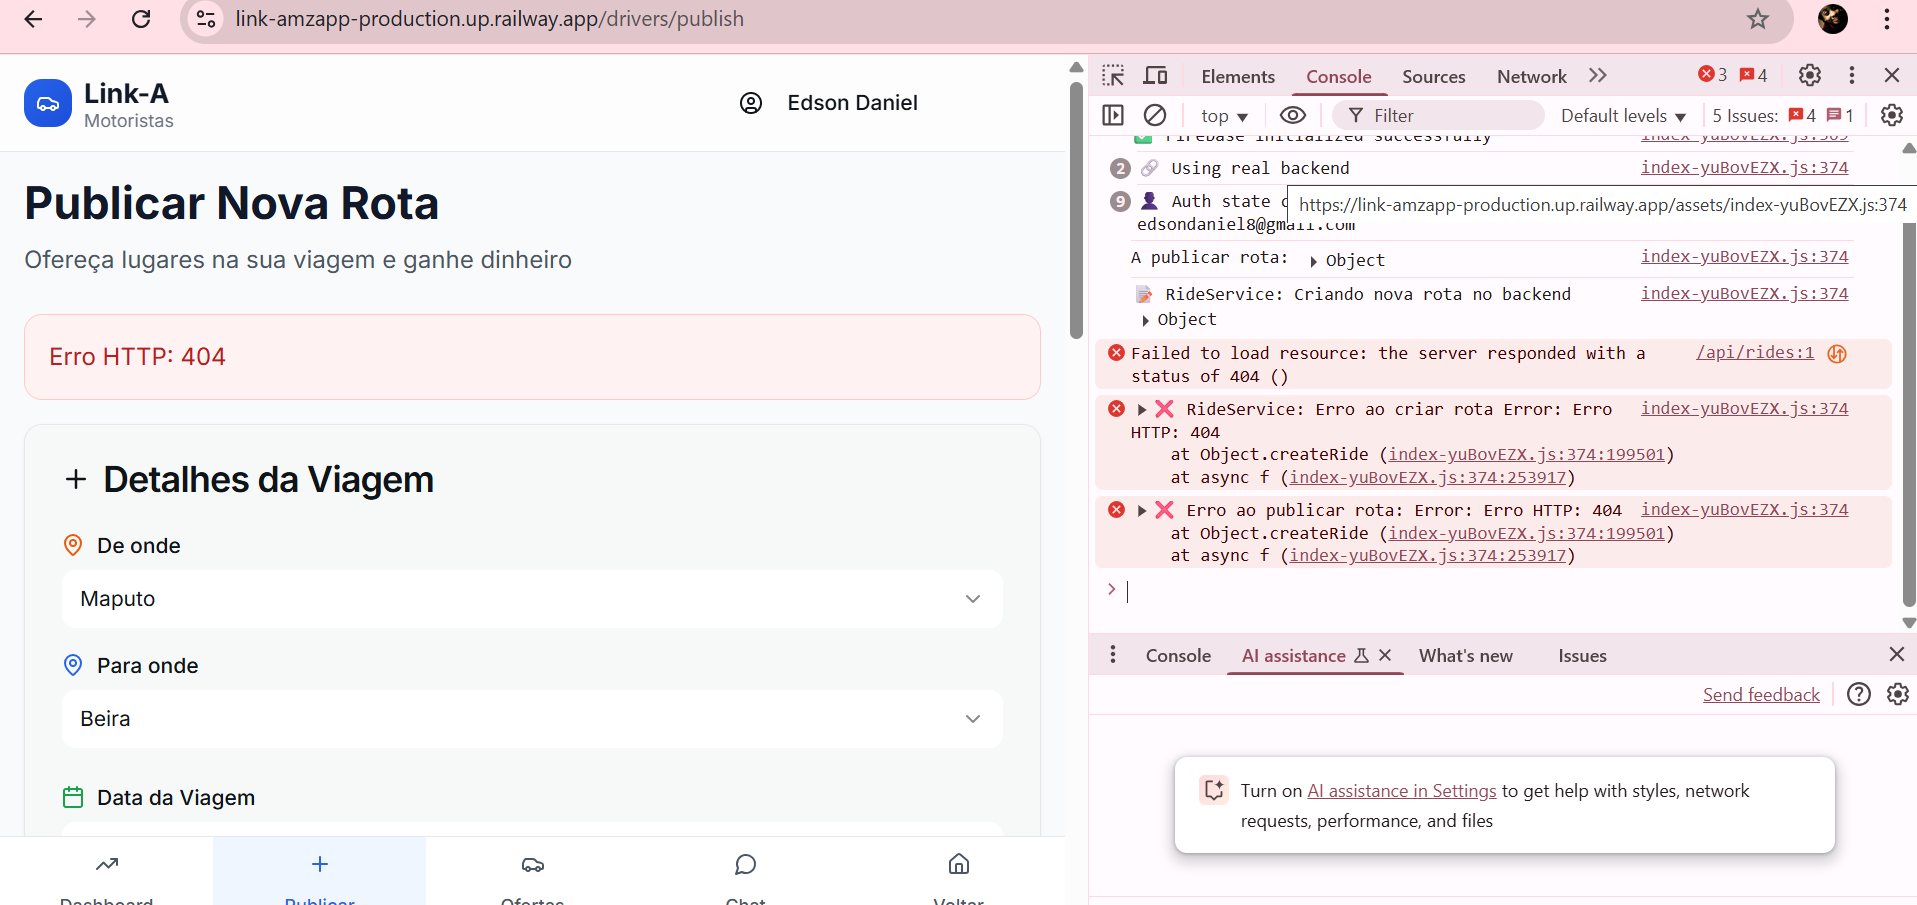 link-amzapp-production.up.railway.app/drivers/publish
Link-A
Motoristas
Edson Daniel
Publicar Nova Rota
Ofereça lugares na sua viagem e ganhe dinheiro
Erro HTTP: 404
Detalhes da Viagem
De onde
Maputo
Para onde
Beira
Data da Viagem
Dashboard
Publicar
Ofertas
Chat
Voltar
Elements
Console
Sources
Network
3
4
top
Filter
Default levels
5 Issues:
4
1
Firebase initialized successfully
index-yuBovEZX.js:369
2
Using real backend
index-yuBovEZX.js:374
9
Auth state c
https://link-amzapp-production.up.railway.app/assets/index-yuBovEZX.js:374
edsondaniel8@gmail.com
A publicar rota:
Object
index-yuBovEZX.js:374
RideService: Criando nova rota no backend
index-yuBovEZX.js:374
Object
Failed to load resource: the server responded with a
/api/rides:1
status of 404 ()
RideService: Erro ao criar rota Error: Erro
index-yuBovEZX.js:374
HTTP: 404
at Object.createRide (index-yuBovEZX.js:374:199501)
at async f (index-yuBovEZX.js:374:253917)
Erro ao publicar rota: Error: Erro HTTP: 404
index-yuBovEZX.js:374
at Object.createRide (index-yuBovEZX.js:374:199501)
at async f (index-yuBovEZX.js:374:253917)
Console
AI assistance
What's new
Issues
Send feedback
Turn on AI assistance in Settings to get help with styles, network
requests, performance, and files